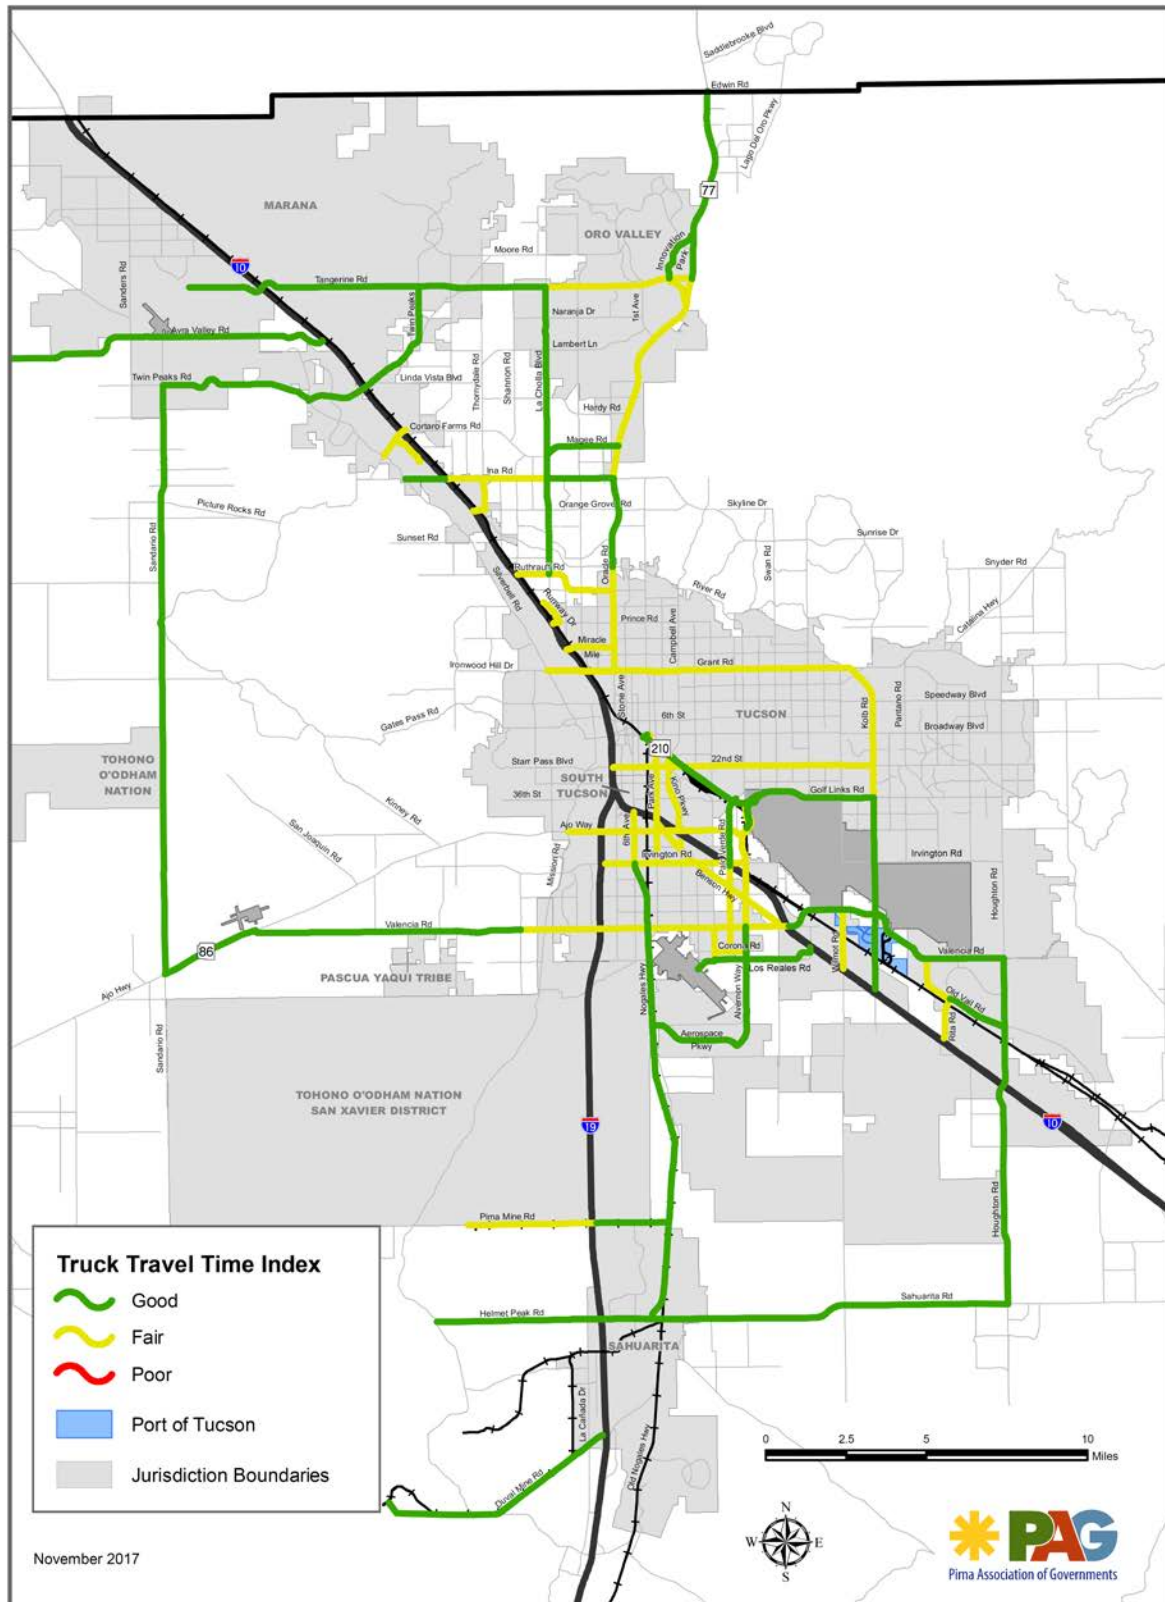 Saddlebrooke Blvd
Edwin Rd
Lago Del Oro Pkwy
77
MARANA
ORO VALLEY
Moore Rd
Innovation
Park
10
Sanders Rd
Tangerine Rd
Twin Peaks
1st Ave
Naranja Dr
Avra Valley Rd
Lambert Ln
Twin Peaks Rd
Linda Vista Blvd
Thornydale Rd
Shannon Rd
La Cholla Blvd
Hardy Rd
Cortaro Farms Rd
Magee Rd
Ina Rd
Picture Rocks Rd
Orange Grove Rd
Skyline Dr
Sunset Rd
Sunrise Dr
Sandario Rd
Oracle Rd
Swan Rd
Snyder Rd
Ruthrauff Rd
Silverbell Rd
River Rd
Catalina Hwy
Runway Dr
Prince Rd
Campbell Ave
Miracle
Mile
Ironwood Hill Dr
Grant Rd
Stone Ave
Kolb Rd
Pantano Rd
Speedway Blvd
6th St
TUCSON
Gates Pass Rd
Broadway Blvd
210
22nd St
Starr Pass Blvd
TOHONO
O'ODHAM
NATION
SOUTH
TUCSON
Park Ave
Kino Pkwy
36th St
Golf Links Rd
Kinney Rd
San Joaquin Rd
Ajo Way
6th Ave
Palo Verde Rd
Mission Rd
Irvington Rd
Irvington Rd
Benson Hwy
Houghton Rd
Valencia Rd
86
Corona Rd
Wilmot Rd
Valencia Rd
Los Reales Rd
PASCUA YAQUI TRIBE
Ajo Hwy
Nogales Hwy
Alvernon Way
Old Vail Rd
Rita Rd
Sandario Rd
Aerospace
Pkwy
TOHONO O'ODHAM NATION
SAN XAVIER DISTRICT
19
10
Houghton Rd
Pima Mine Rd
Truck Travel Time Index
Good
Fair
Poor
Port of Tucson
Jurisdiction Boundaries
Helmet Peak Rd
Sahuarita Rd
SAHUARITA
La Cañada Dr
Old Nogales Hwy
Duval Mine Rd
0 2.5 5 10
Miles
N
W E
S
PAG
Pima Association of Governments
November 2017